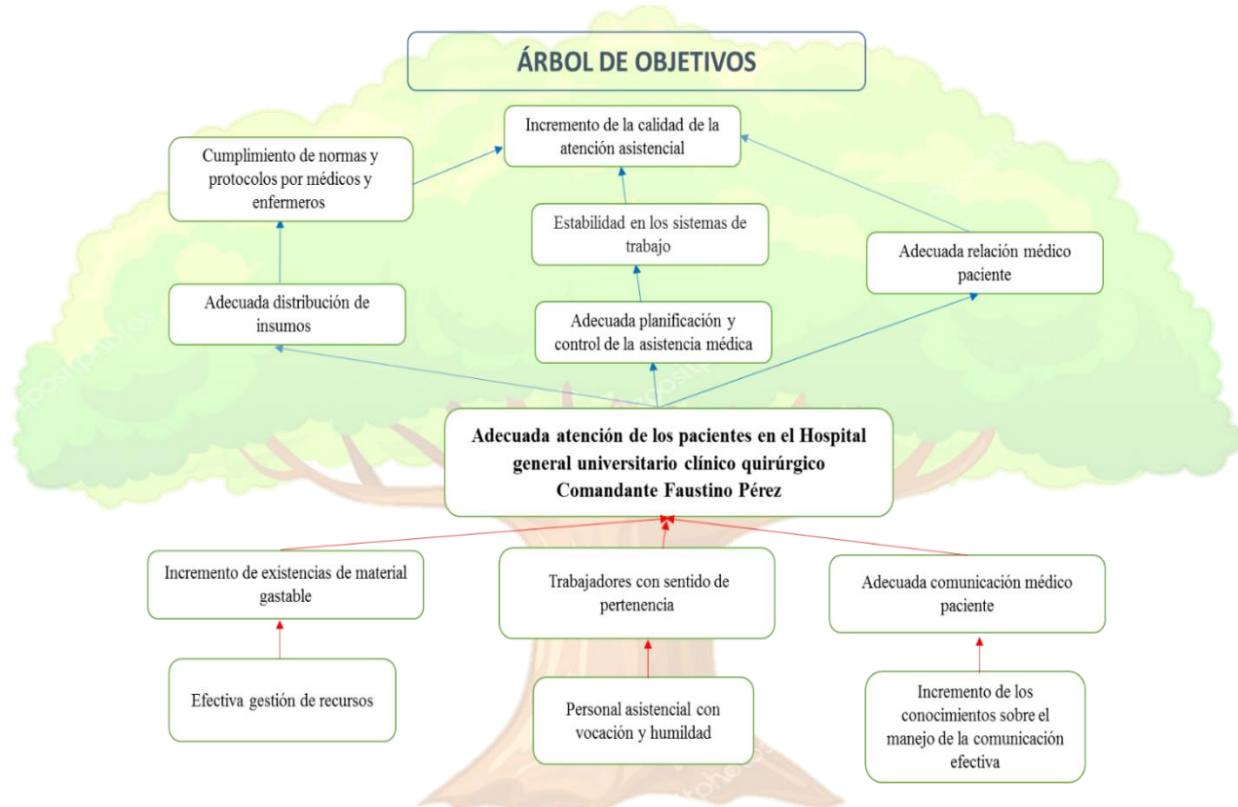 ÁRBOL DE OBJETIVOS
Incremento de la calidad de la
atención asistencial
Cumplimiento de normas y
protocolos por médicos y
enfermeros
Estabilidad en los sistemas de
trabajo
Adecuada relación médico
paciente
Adecuada distribución de
insumos
Adecuada planificación y
control de la asistencia médica
Adecuada atención de los pacientes en el Hospital
general universitario clínico quirúrgico
Comandante Faustino Pérez
Incremento de existencias de material
gastable
Trabajadores con sentido de
pertenencia
Adecuada comunicación médico
paciente
Efectiva gestión de recursos
Personal asistencial con
vocación y humildad
Incremento de los
conocimientos sobre el
manejo de la comunicación
efectiva